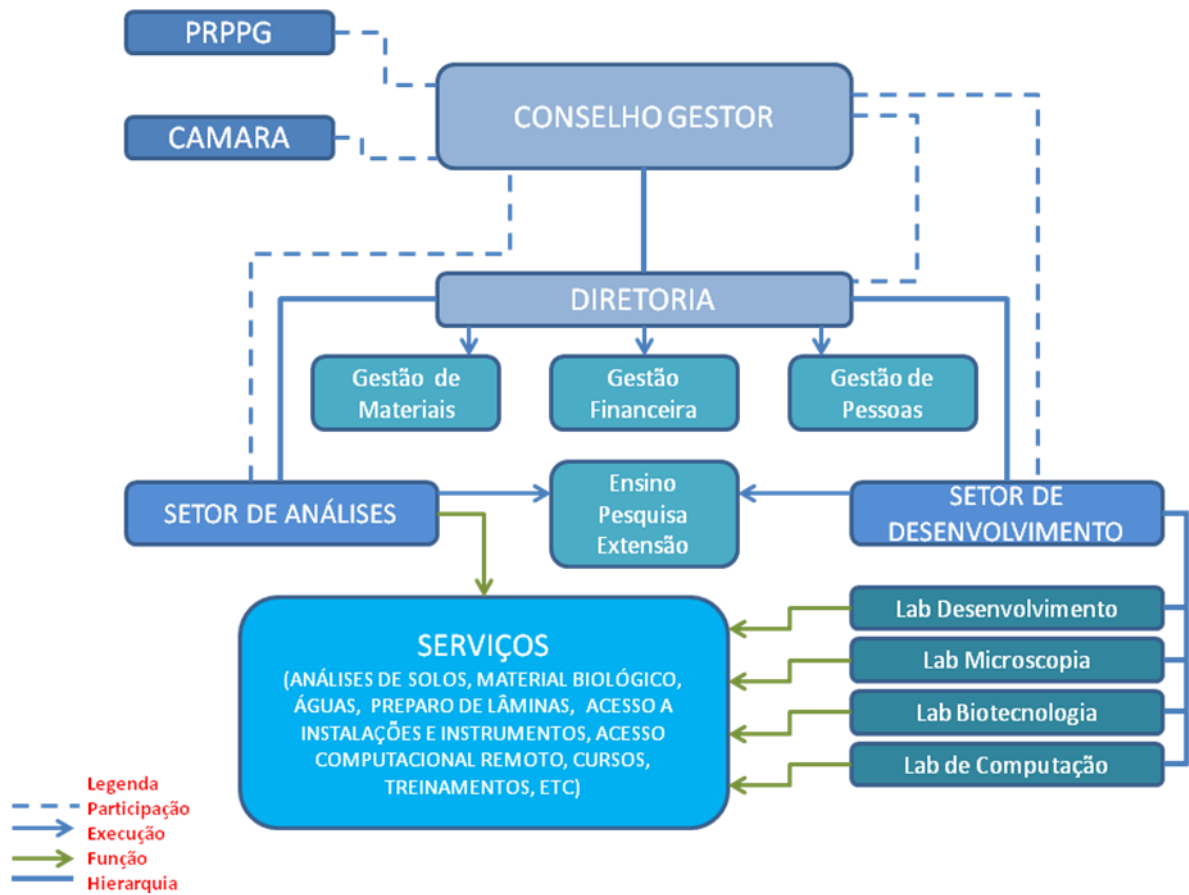 PRPPG
CONSELHO GESTOR
CAMARA
DIRETORIA
Gestão de
Materiais
Gestão
Financeira
Gestão de
Pessoas
SETOR DE ANÁLISES
Ensino
Pesquisa
Extensão
SETOR DE
DESENVOLVIMENTO
SERVIÇOS
(ANÁLISES DE SOLOS, MATERIAL BIOLÓGICO,
ÁGUAS, PREPARO DE LÂMINAS, ACESSO A
INSTALAÇÕES E INSTRUMENTOS, ACESSO
COMPUTACIONAL REMOTO, CURSOS,
TREINAMENTOS, ETC)
Lab Desenvolvimento
Lab Microscopia
Lab Biotecnologia
Lab de Computação
Legenda
Participação
Execução
Função
Hierarquia